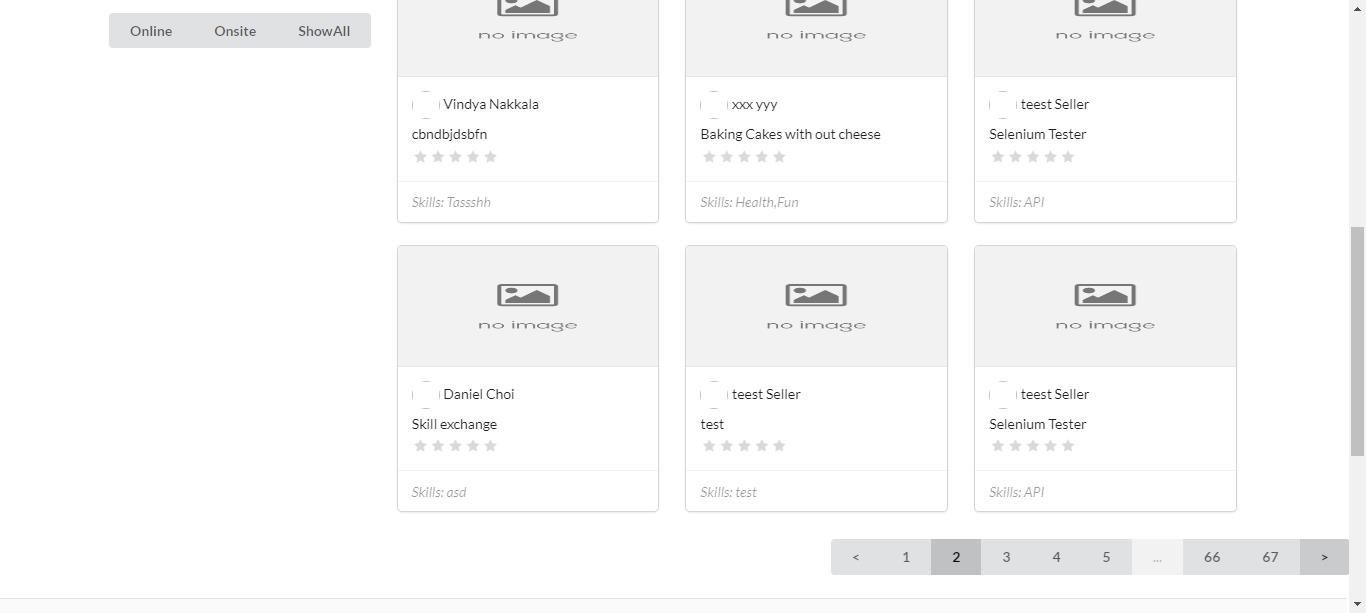 Online Onsite ShowAll
no image no image no image
Vindya Nakkala xxx yyy teest Seller
cbndbjdsbfn Baking Cakes with out cheese Selenium Tester
Skills: Tassshh Skills: Health,Fun Skills: API
no image no image no image
Daniel Choi teest Seller teest Seller
Skill exchange test Selenium Tester
Skills: asd Skills: test Skills: API
< 1 2 3 4 5 ... 66 67 >